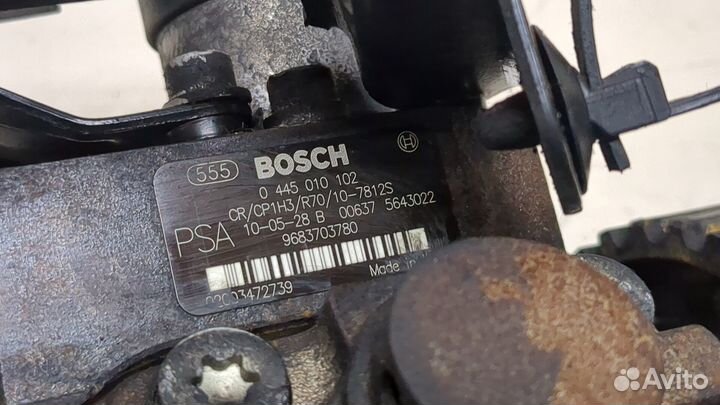 555 BOSCH
0 445 010 102
CR/CP1H3/R70/10-7812S
PSA 10-05-28 B 00637 5643022
9683703780
Made in
Avito